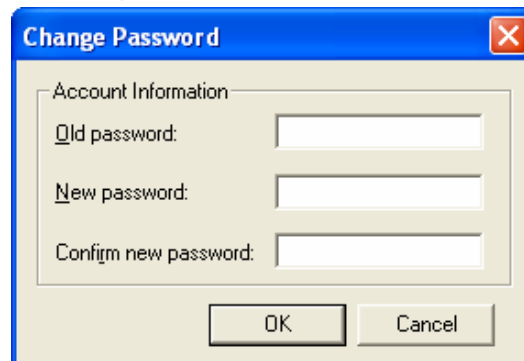 Change Password
Account Information
Old password:
New password:
Confirm new password:
OK Cancel